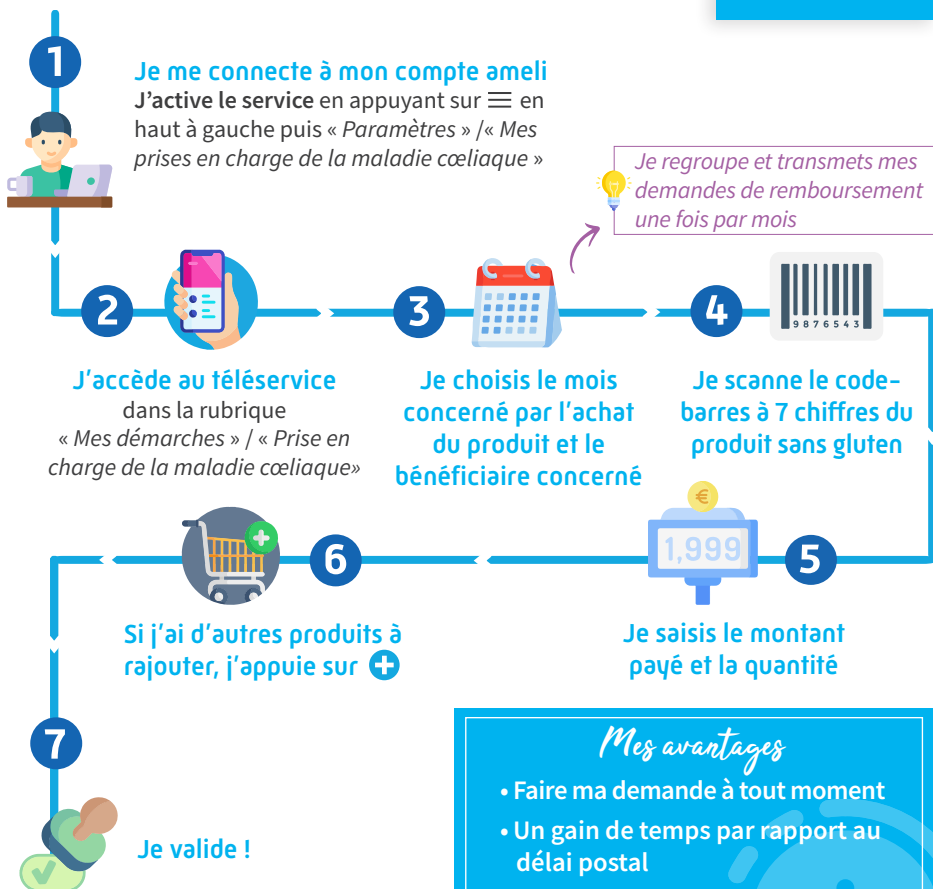 1
Je me connecte à mon compte ameli
J'active le service en appuyant sur ☰ en
haut à gauche puis « Paramètres » /« Mes
prises en charge de la maladie cœliaque »
Je regroupe et transmets mes
demandes de remboursement
une fois par mois
2
J'accède au téléservice
dans la rubrique
« Mes démarches » / « Prise en
charge de la maladie cœliaque»
3
Je choisis le mois
concerné par l'achat
du produit et le
bénéficiaire concerné
4
9876543
Je scanne le code-
barres à 7 chiffres du
produit sans gluten
5
€
1,999
Je saisis le montant
payé et la quantité
6
Si j'ai d'autres produits à
rajouter, j'appuie sur +
7
Je valide !
Mes avantages
• Faire ma demande à tout moment
• Un gain de temps par rapport au
délai postal